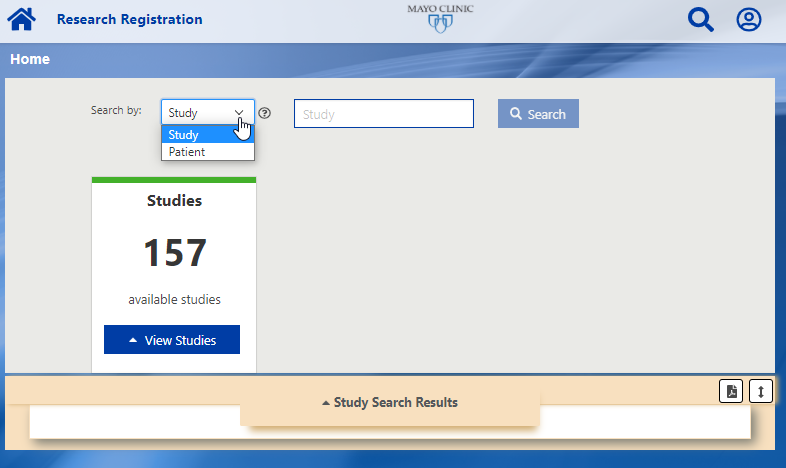 Research Registration
MAYO CLINIC
Home
Search by:
Study
Study
Search
Study
Patient
Studies
157
available studies
View Studies
Study Search Results